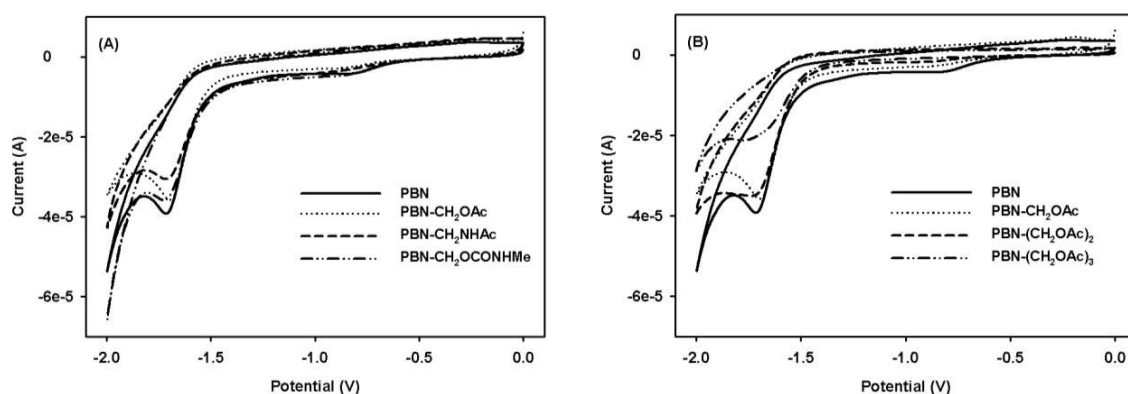 (A)
Current (A)
0
-2e-5
-4e-5
-6e-5
PBN
PBN-CH₂OAc
PBN-CH₂NHAc
PBN-CH₂OCONHMe
-2.0 -1.5 -1.0 -0.5 0.0
Potential (V)
(B)
Current (A)
0
-2e-5
-4e-5
-6e-5
PBN
PBN-CH₂OAc
PBN-(CH₂OAc)₂
PBN-(CH₂OAc)₃
-2.0 -1.5 -1.0 -0.5 0.0
Potential (V)